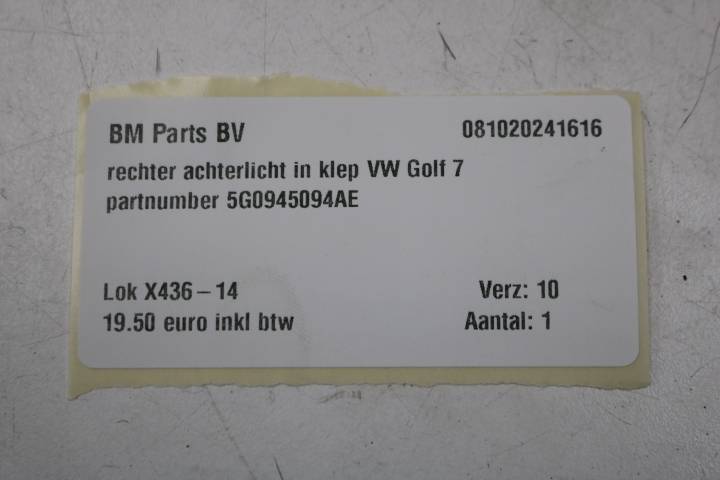 BM Parts BV 081020241616
rechter achterlicht in klep VW Golf 7
partnumber 5G0945094AE
Lok X436-14 Verz: 10
19.50 euro inkl btw Aantal: 1